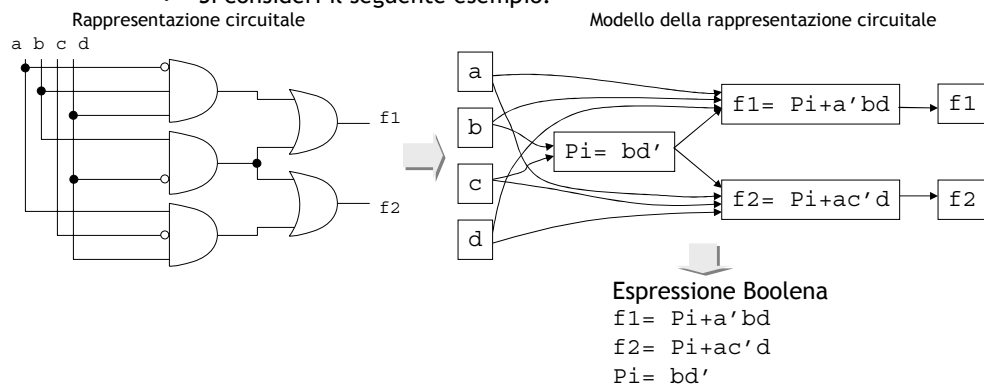 Si consideri il seguente esempio:
Rappresentazione circuitale
Modello della rappresentazione circuitale
a b c d
f1
f2
a
b
c
d
Pi= bd’
f1= Pi+a’bd
f1
f2= Pi+ac’d
f2
Espressione Boolena
f1= Pi+a’bd
f2= Pi+ac’d
Pi= bd’